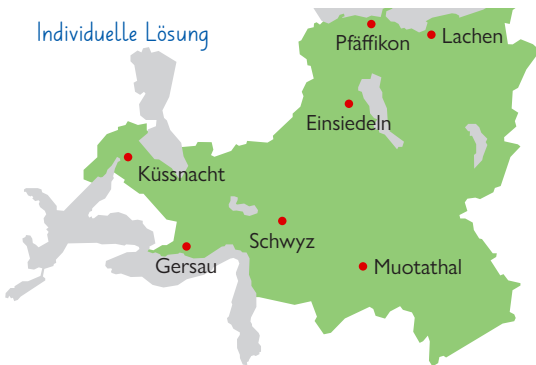 Individuelle Lösung
Pfäffikon
Lachen
Einsiedeln
Küssnacht
Schwyz
Gersau
Muotathal